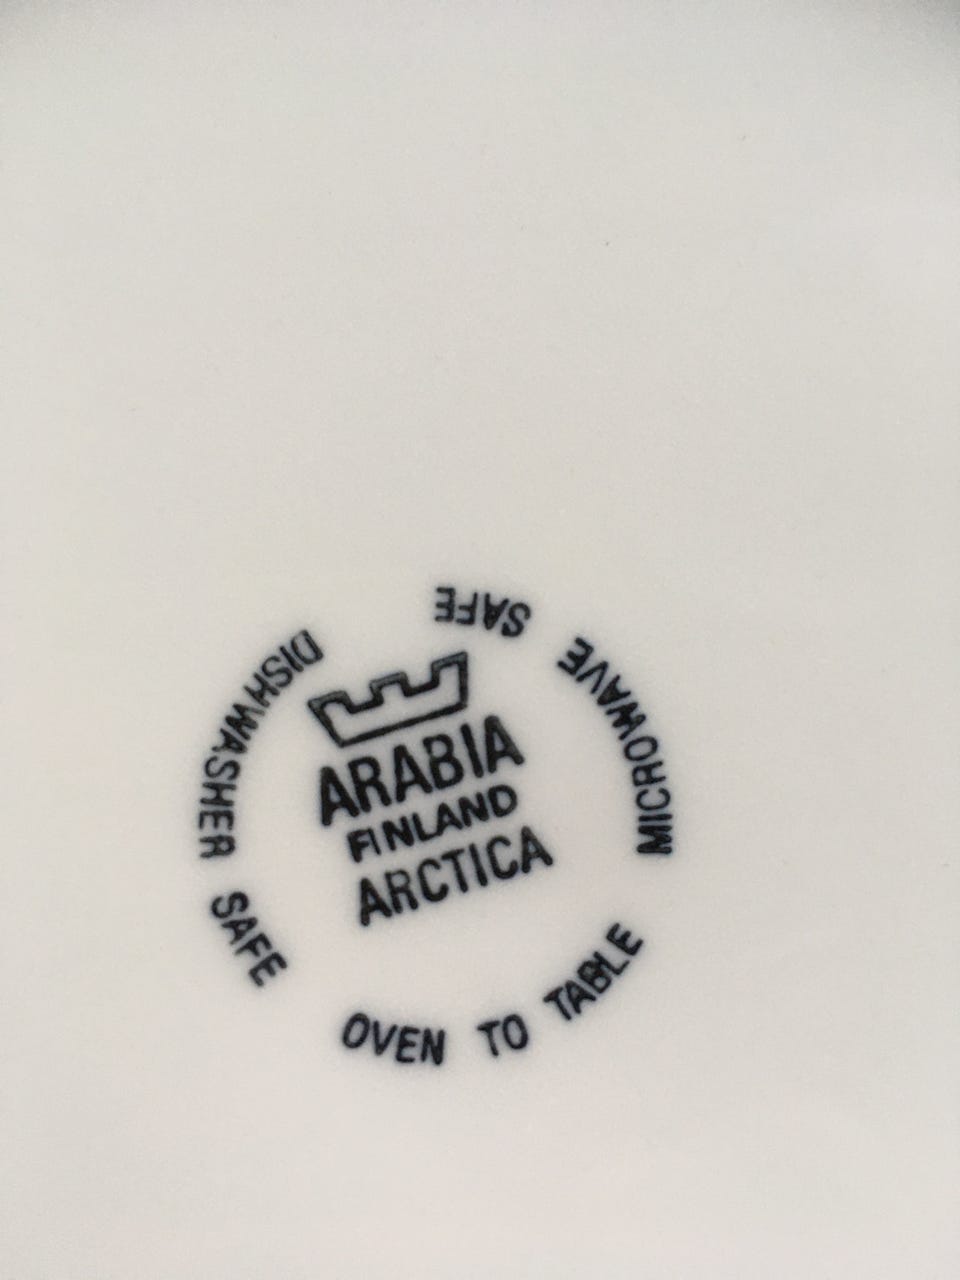 ARABIA
FINLAND
ARCTICA
DISHWASHER SAFE
OVEN TO TABLE
MICROWAVE SAFE